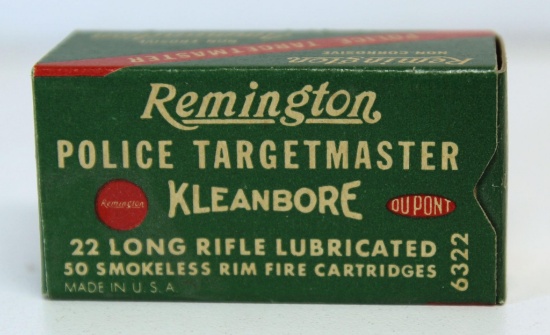 POLICE TARGETMASTER
Remington
NON-CORROSIVE
Remington
POLICE TARGETMASTER
Remington
KLEANBORE
DU PONT
22 LONG RIFLE LUBRICATED
50 SMOKELESS RIM FIRE CARTRIDGES
MADE IN U.S.A.
6322